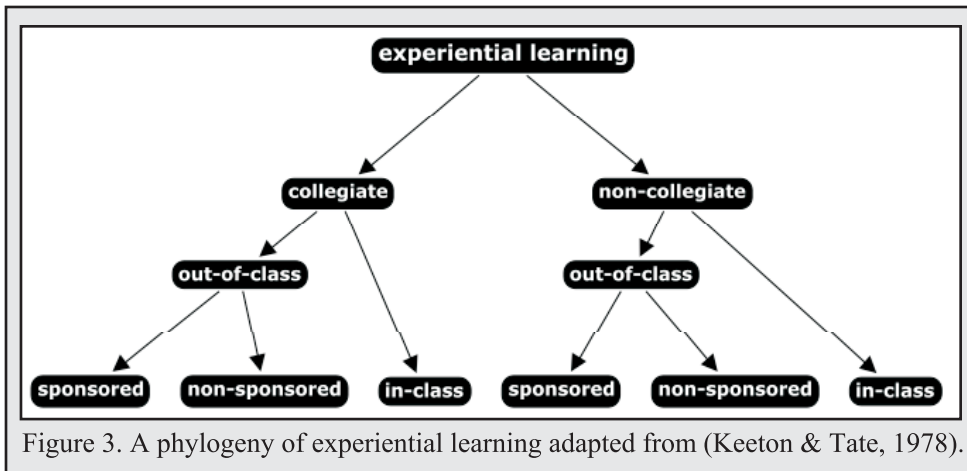 experiential learning
collegiate
non-collegiate
out-of-class
out-of-class
sponsored
non-sponsored
in-class
sponsored
non-sponsored
in-class
Figure 3. A phylogeny of experiential learning adapted from (Keeton & Tate, 1978).